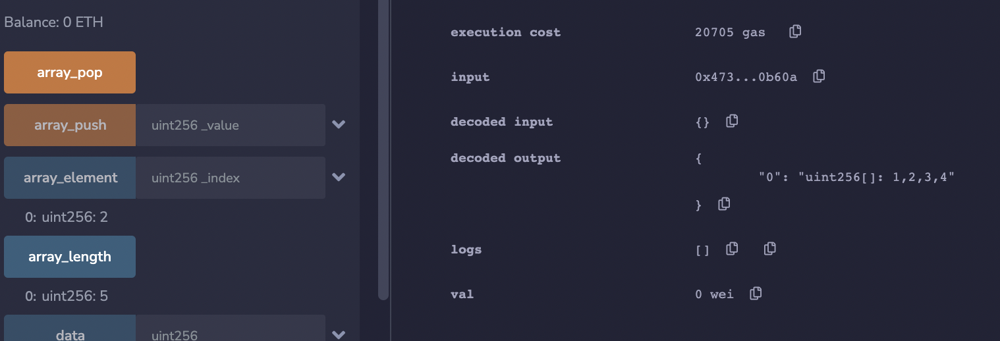 Balance: 0 ETH
array_pop
array_push uint256 _value
array_element uint256 _index
0: uint256: 2
array_length
0: uint256: 5
data uint256
execution cost 20705 gas
input 0x473...0b60a
decoded input {}
decoded output {
"0": "uint256[]: 1,2,3,4"
}
logs []
val 0 wei